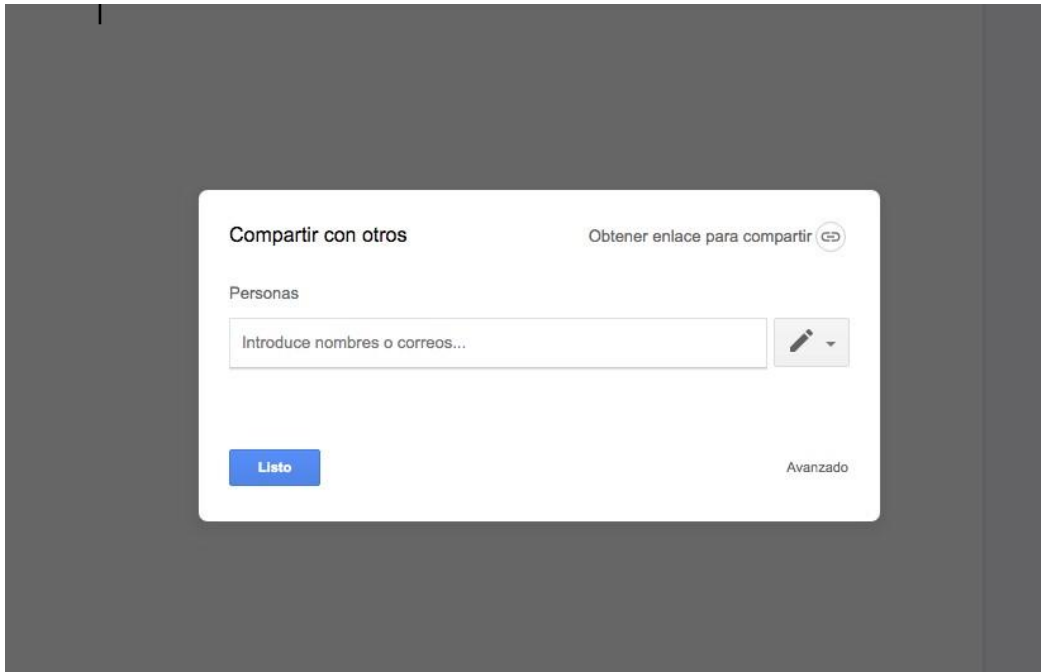 Compartir con otros
Obtener enlace para compartir
Personas
Introduce nombres o correos...
Listo
Avanzado